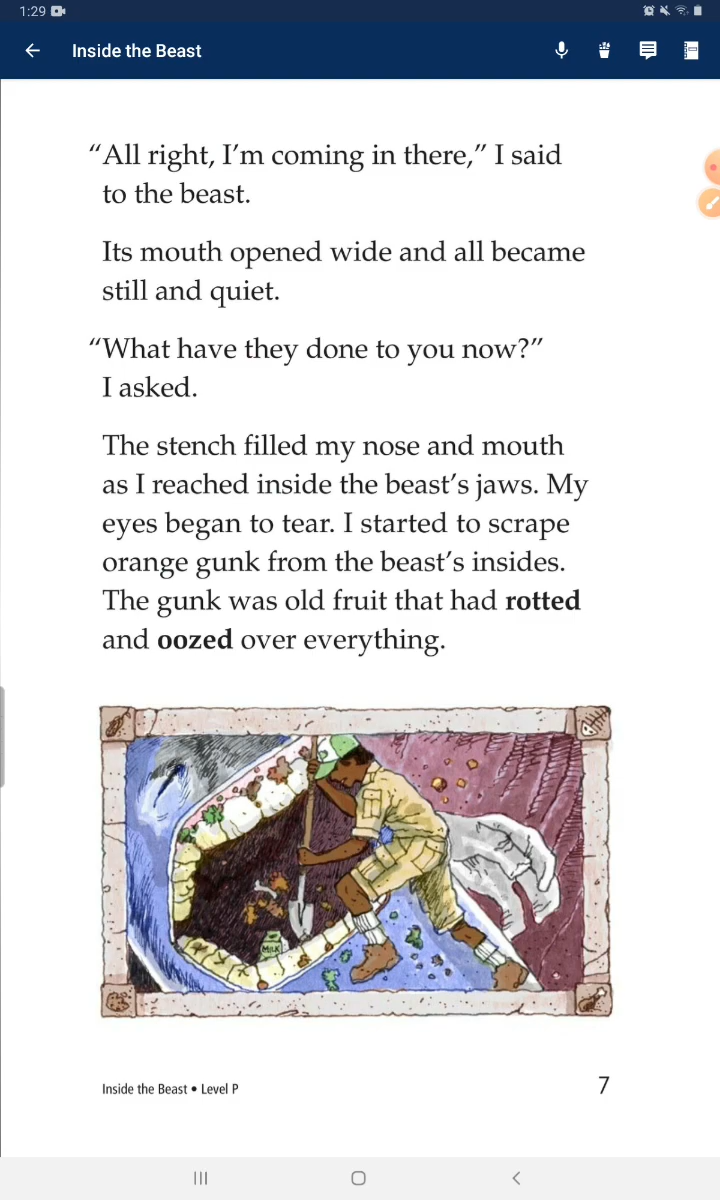 1:29
Inside the Beast
“All right, I’m coming in there,” I said
to the beast.
Its mouth opened wide and all became
still and quiet.
“What have they done to you now?”
I asked.
The stench filled my nose and mouth
as I reached inside the beast’s jaws. My
eyes began to tear. I started to scrape
orange gunk from the beast’s insides.
The gunk was old fruit that had rotted
and oozed over everything.
MILK
Inside the Beast • Level P
7